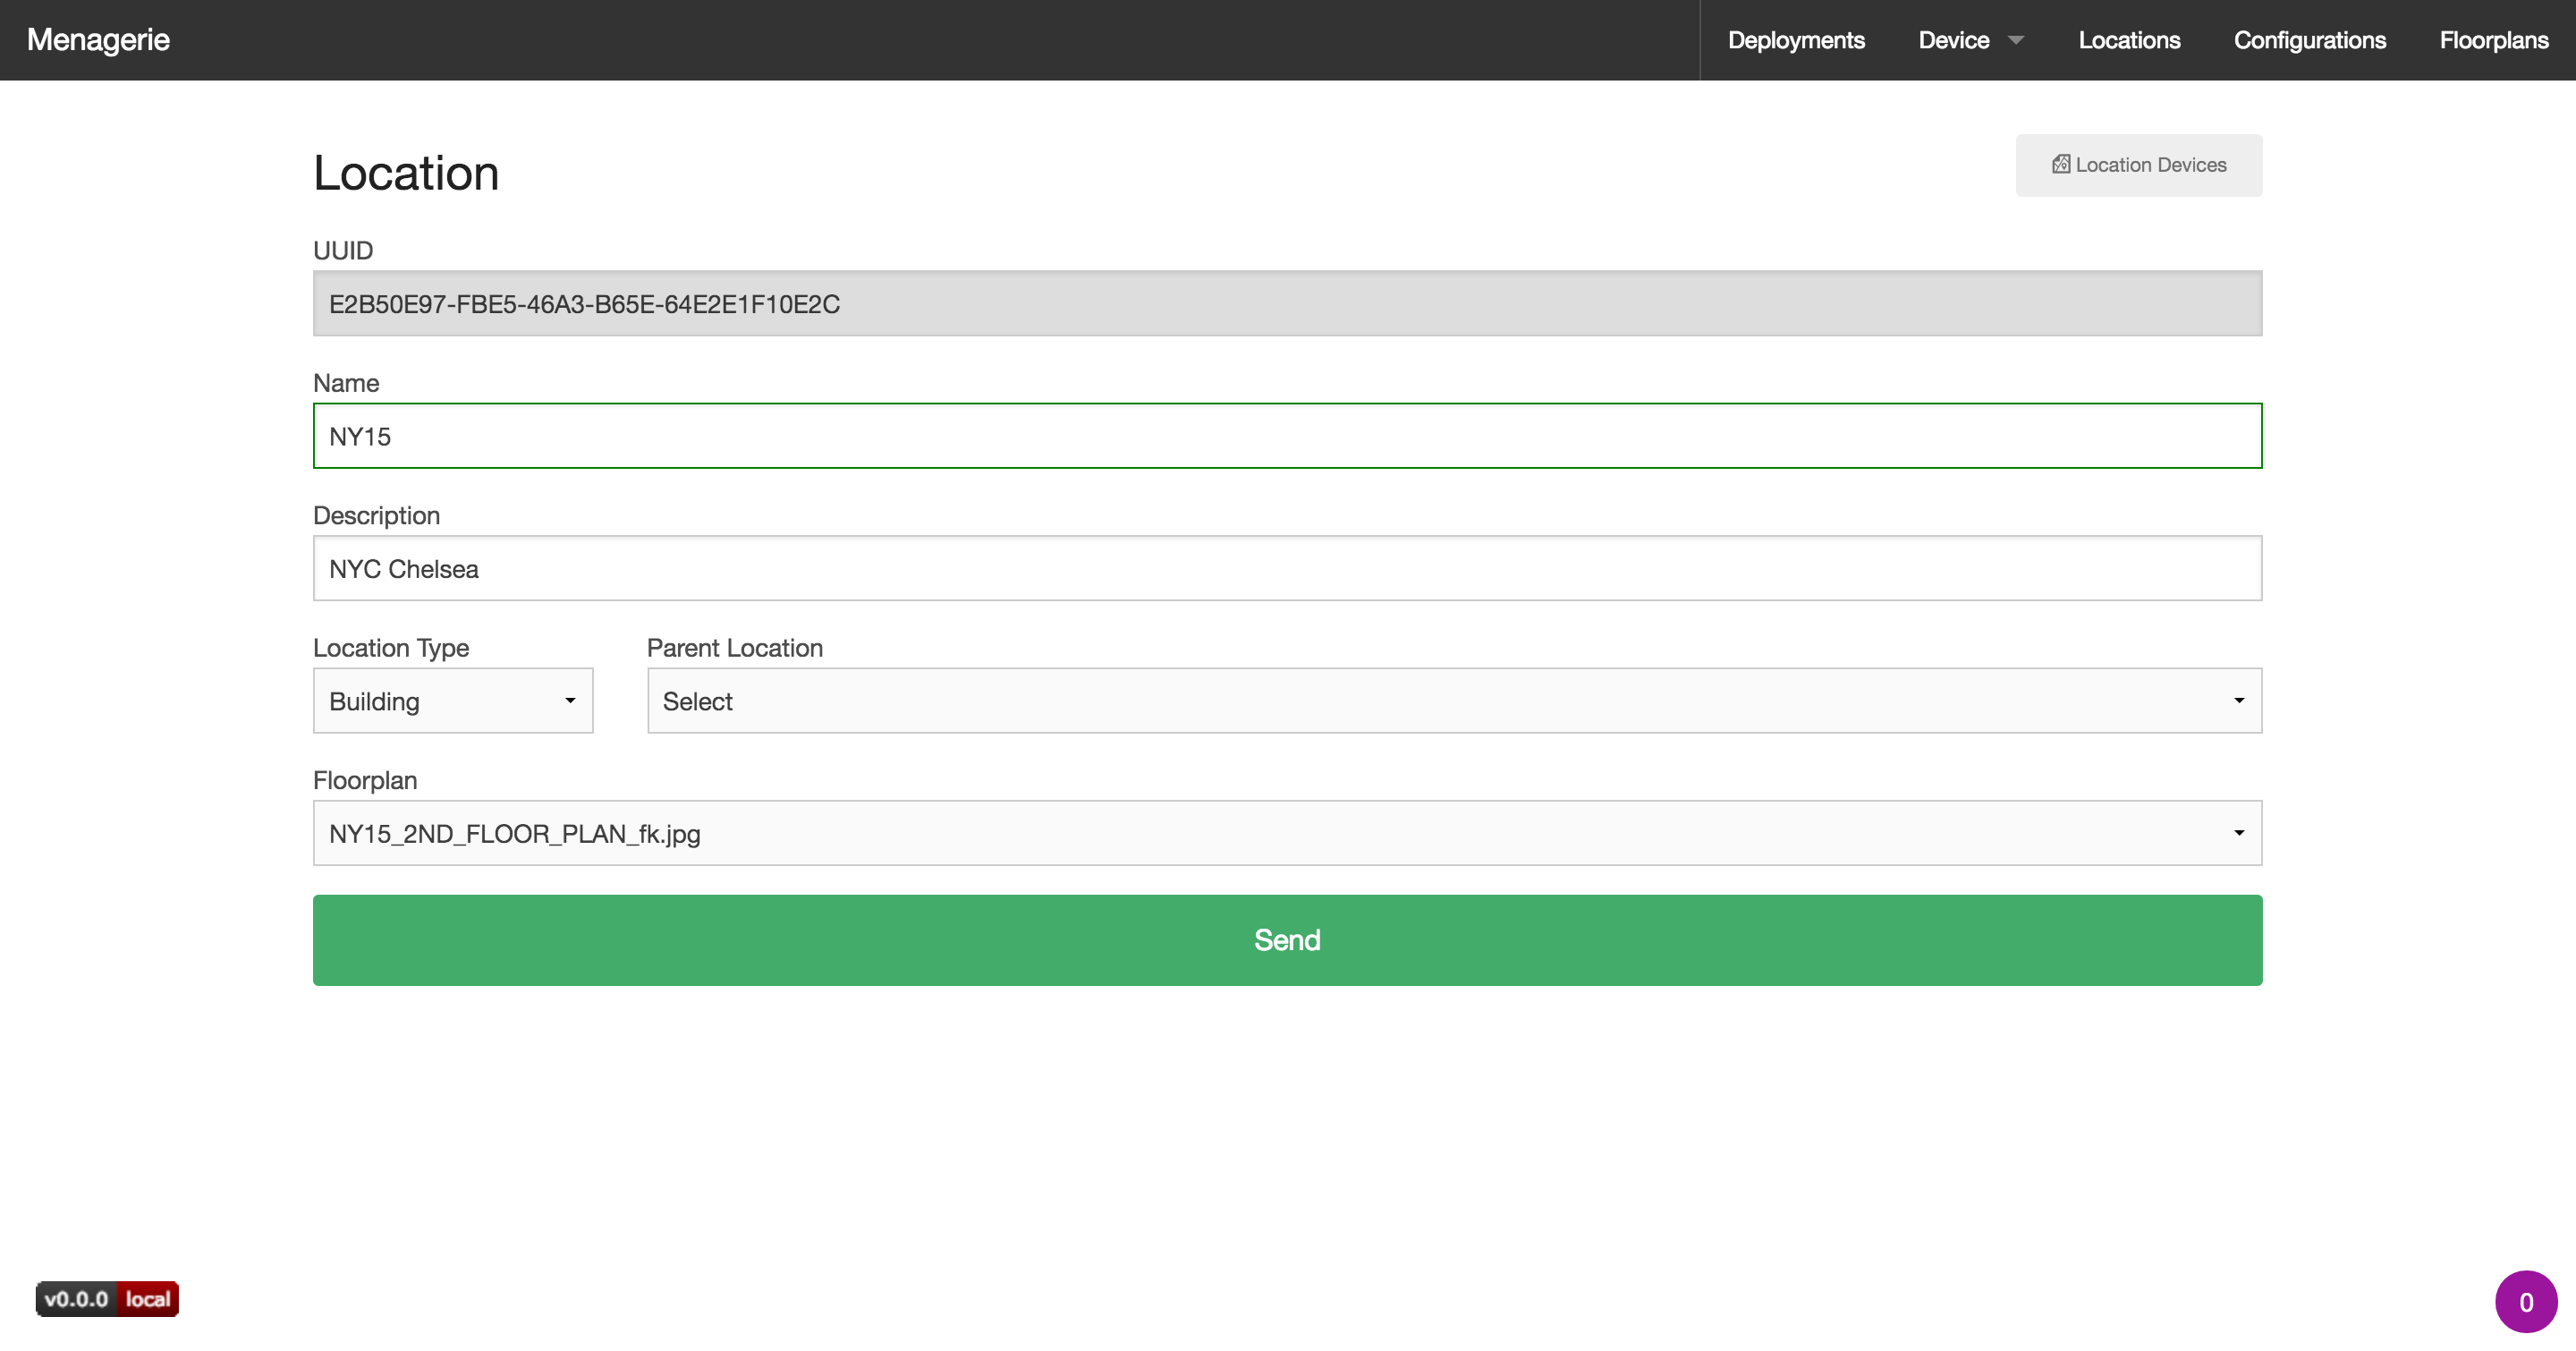 Menagerie
Deployments Device Locations Configurations Floorplans
Location
Location Devices
UUID
E2B50E97-FBE5-46A3-B65E-64E2E1F10E2C
Name
NY15
Description
NYC Chelsea
Location Type Parent Location
Building Select
Floorplan
NY15_2ND_FLOOR_PLAN_fk.jpg
Send
v0.0.0 local
0